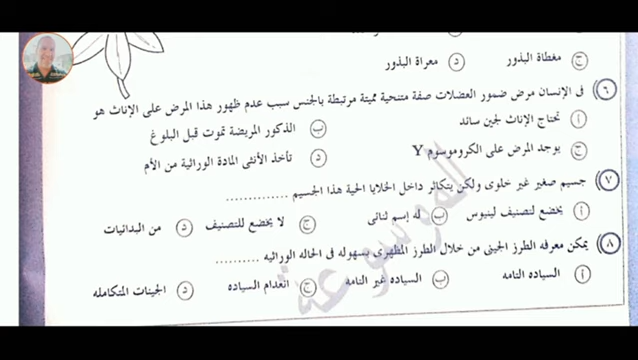 ج مغطاة البذور
د معراة البذور
٦ فى الإنسان مرض ضمور العضلات صفة متنحية مميتة مرتبطة بالجنس سبب عدم ظهور هذا المرض على الإناث هو
أ تحتاج الإناث لجين سائد
ب الذكور المريضة تموت قبل البلوغ
ج يوجد المرض على الكروموسوم Y
د تأخذ الأنثى المادة الوراثية من الأم
٧ جسيم صغير غير خلوى ولكن يتكاثر داخل الخلايا الحية هذا الجسيم ..............
أ يخضع لتصنيف لينيوس ب له إسم ثنائى ج لا يخضع للتصنيف د من البدائيات
٨ يمكن معرفه الطرز الجينى من خلال الطرز المظهرى بسهوله فى الحاله الوراثيه ..........
أ السياده التامه ب السياده غير التامه ج انعدام السياده د الجينات المتكامله
الموسوعة